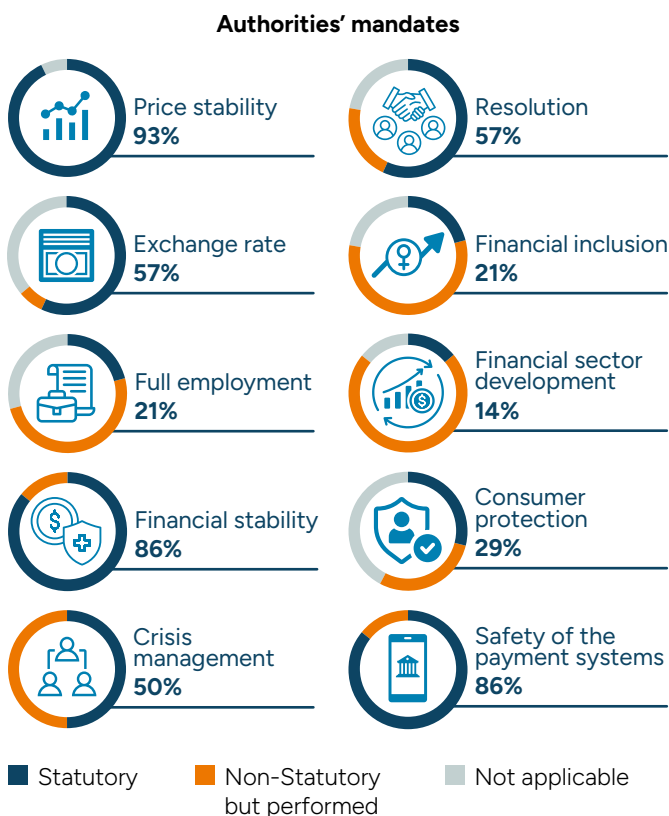 Authorities’ mandates
Price stability
93%
Resolution
57%
Exchange rate
57%
Financial inclusion
21%
Full employment
21%
Financial sector
development
14%
Financial stability
86%
Consumer
protection
29%
Crisis
management
50%
Safety of the
payment systems
86%
Statutory
Non-Statutory
but performed
Not applicable